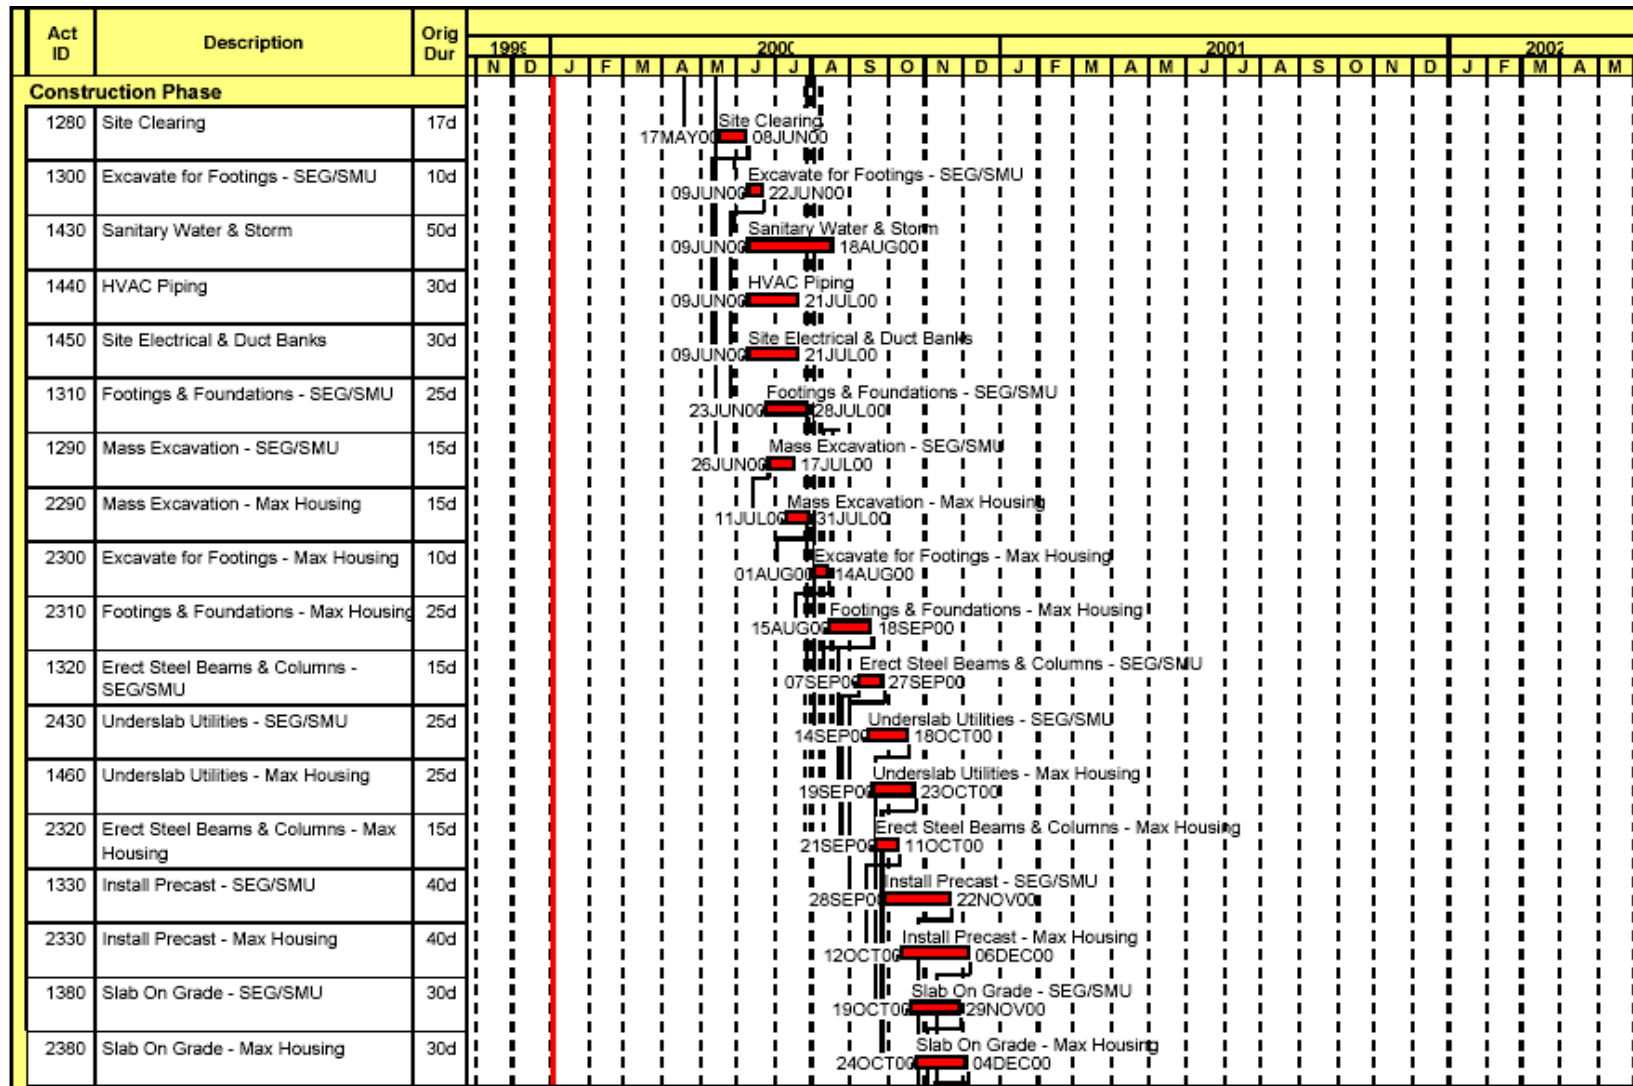 Act ID Description Orig Dur
1999 2000 2001 2002
N D J F M A M J J A S O N D J F M A M J J A S O N D J F M A M
Construction Phase
1280 Site Clearing 17d
Site Clearing
17MAY00 08JUN00
1300 Excavate for Footings - SEG/SMU 10d
Excavate for Footings - SEG/SMU
09JUN00 22JUN00
1430 Sanitary Water & Storm 50d
Sanitary Water & Storm
09JUN00 18AUG00
1440 HVAC Piping 30d
HVAC Piping
09JUN00 21JUL00
1450 Site Electrical & Duct Banks 30d
Site Electrical & Duct Banks
09JUN00 21JUL00
1310 Footings & Foundations - SEG/SMU 25d
Footings & Foundations - SEG/SMU
23JUN00 28JUL00
1290 Mass Excavation - SEG/SMU 15d
Mass Excavation - SEG/SMU
26JUN00 17JUL00
2290 Mass Excavation - Max Housing 15d
Mass Excavation - Max Housing
11JUL00 31JUL00
2300 Excavate for Footings - Max Housing 10d
Excavate for Footings - Max Housing
01AUG00 14AUG00
2310 Footings & Foundations - Max Housing 25d
Footings & Foundations - Max Housing
15AUG00 18SEP00
1320 Erect Steel Beams & Columns - SEG/SMU 15d
Erect Steel Beams & Columns - SEG/SMU
07SEP00 27SEP00
2430 Underslab Utilities - SEG/SMU 25d
Underslab Utilities - SEG/SMU
14SEP00 18OCT00
1460 Underslab Utilities - Max Housing 25d
Underslab Utilities - Max Housing
19SEP00 23OCT00
2320 Erect Steel Beams & Columns - Max Housing 15d
Erect Steel Beams & Columns - Max Housing
21SEP00 11OCT00
1330 Install Precast - SEG/SMU 40d
Install Precast - SEG/SMU
28SEP00 22NOV00
2330 Install Precast - Max Housing 40d
Install Precast - Max Housing
12OCT00 06DEC00
1380 Slab On Grade - SEG/SMU 30d
Slab On Grade - SEG/SMU
19OCT00 29NOV00
2380 Slab On Grade - Max Housing 30d
Slab On Grade - Max Housing
24OCT00 04DEC00